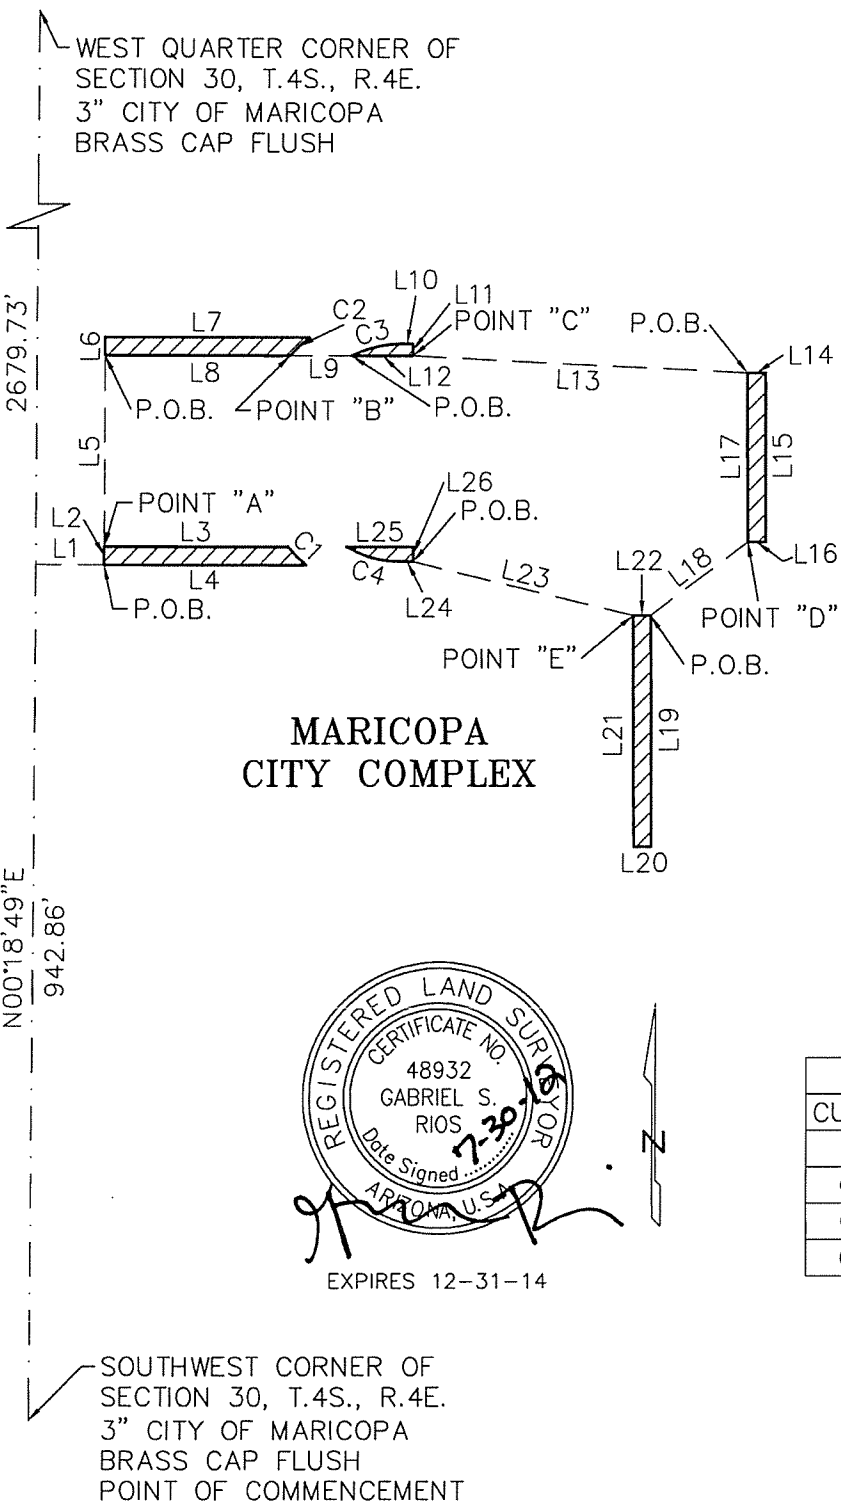 WEST QUARTER CORNER OF
SECTION 30, T.4S., R.4E.
3" CITY OF MARICOPA
BRASS CAP FLUSH
2679.73'
L10
L7
C2
C3
L11
POINT "C"
P.O.B.
L14
L6
L8
L9
L12
L13
P.O.B.
POINT "B"
P.O.B.
L5
L17
L15
POINT "A"
L26
L2
L3
C1
L25
P.O.B.
L1
L4
C4
L23
L22
L18
L16
P.O.B.
L24
POINT "D"
POINT "E"
P.O.B.
L21
L19
MARICOPA
CITY COMPLEX
L20
N00°18'49"E
942.86'
REGISTERED LAND SURVEYOR
CERTIFICATE NO.
48932
GABRIEL S.
RIOS
7-30-12
Date Signed
ARIZONA, U.S.A.
N
CU
EXPIRES 12-31-14
SOUTHWEST CORNER OF
SECTION 30, T.4S., R.4E.
3" CITY OF MARICOPA
BRASS CAP FLUSH
POINT OF COMMENCEMENT